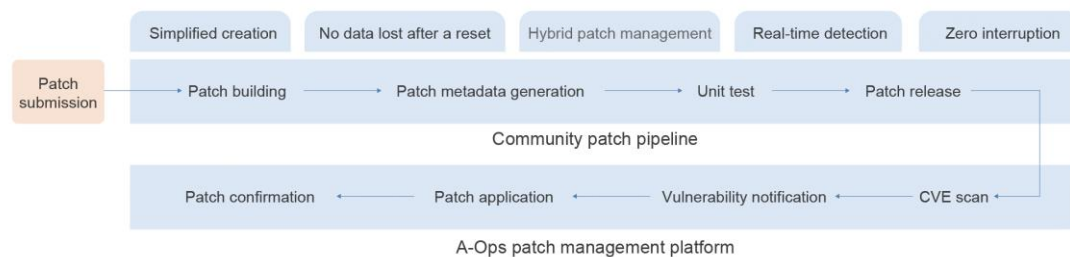 Simplified creation
No data lost after a reset
Hybrid patch management
Real-time detection
Zero interruption
Patch
submission
Patch building
Patch metadata generation
Unit test
Patch release
Community patch pipeline
Patch confirmation
Patch application
Vulnerability notification
CVE scan
A-Ops patch management platform